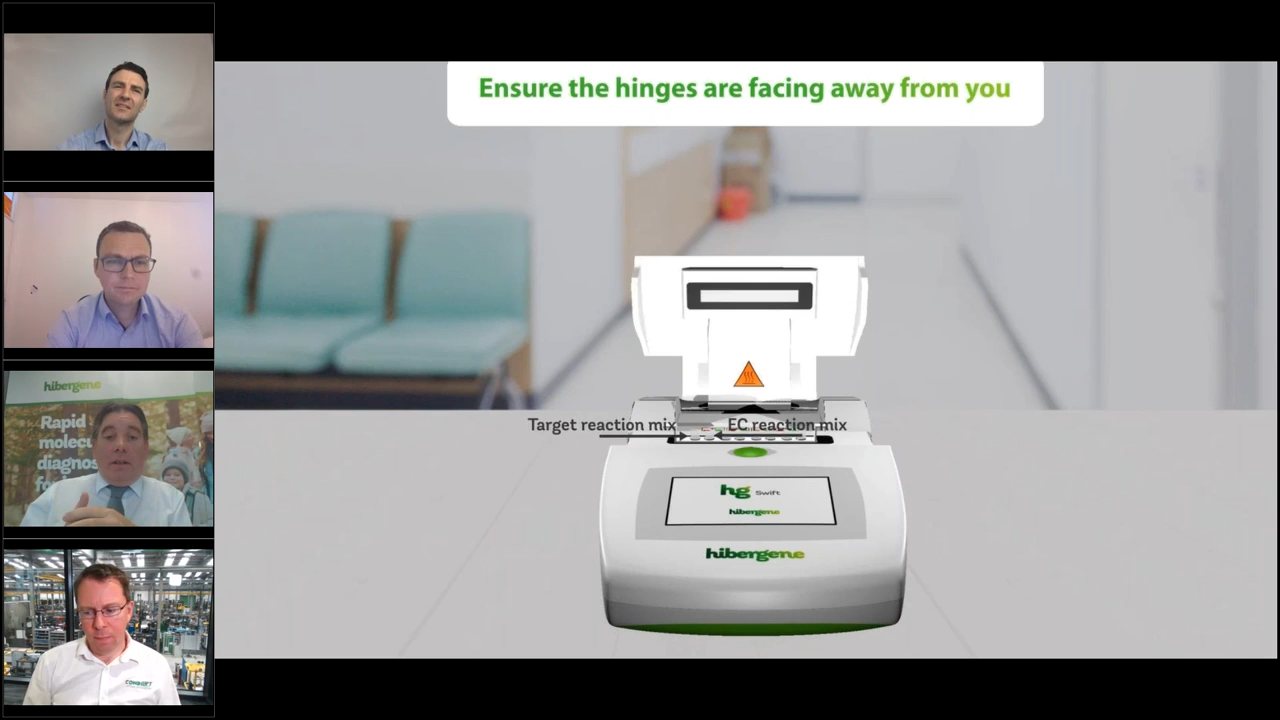 Ensure the hinges are facing away from you
Target reaction mix
EC reaction mix
hg Swift
hibergene
hibergene
hibergene
Rapid
molecu
diagnos
fo